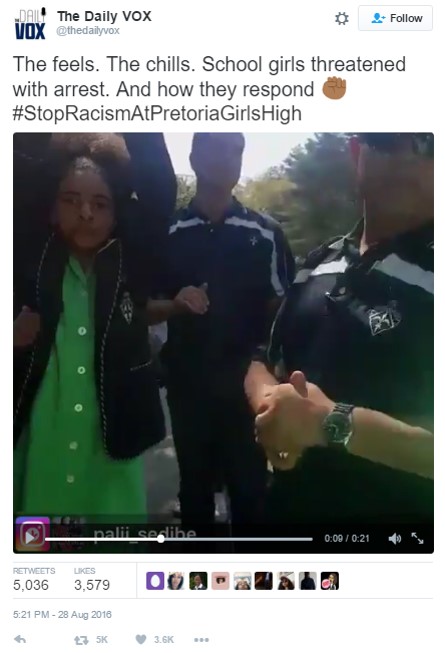 DAILY
VOX
The Daily VOX
@thedailyvox
Follow
The feels. The chills. School girls threatened
with arrest. And how they respond ✊🏾
#StopRacismAtPretoriaGirlsHigh
palii_sedibe
0:09 / 0:21
RETWEETS
5,036
LIKES
3,579
5:21 PM - 28 Aug 2016
5K
3.6K